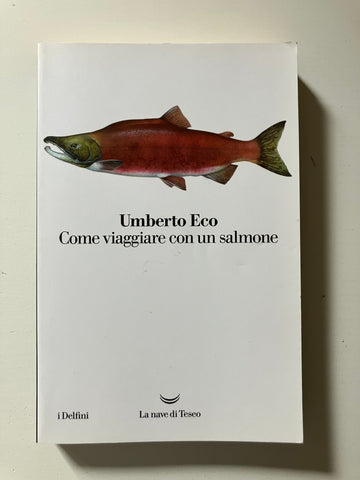 Umberto Eco
Come viaggiare con un salmone
i Delfini
La nave di Teseo